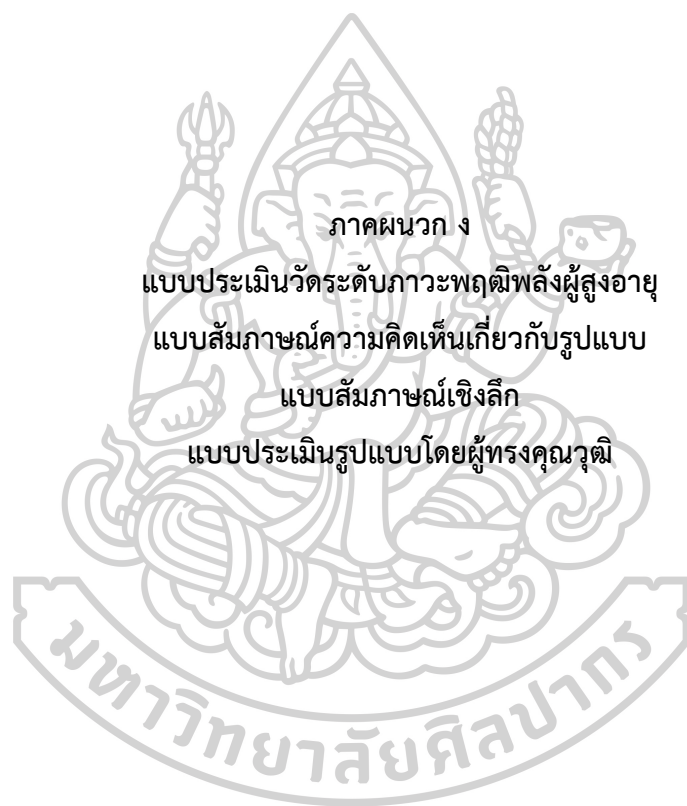 ภาคผนวก ง
แบบประเมินวัดระดับภาวะพฤฒิพลังผู้สูงอายุ
แบบสัมภาษณ์ความคิดเห็นเกี่ยวกับรูปแบบ
แบบสัมภาษณ์เชิงลึก
แบบประเมินรูปแบบโดยผู้ทรงคุณวุฒิ
มหาวิทยาลัยศิลปากร